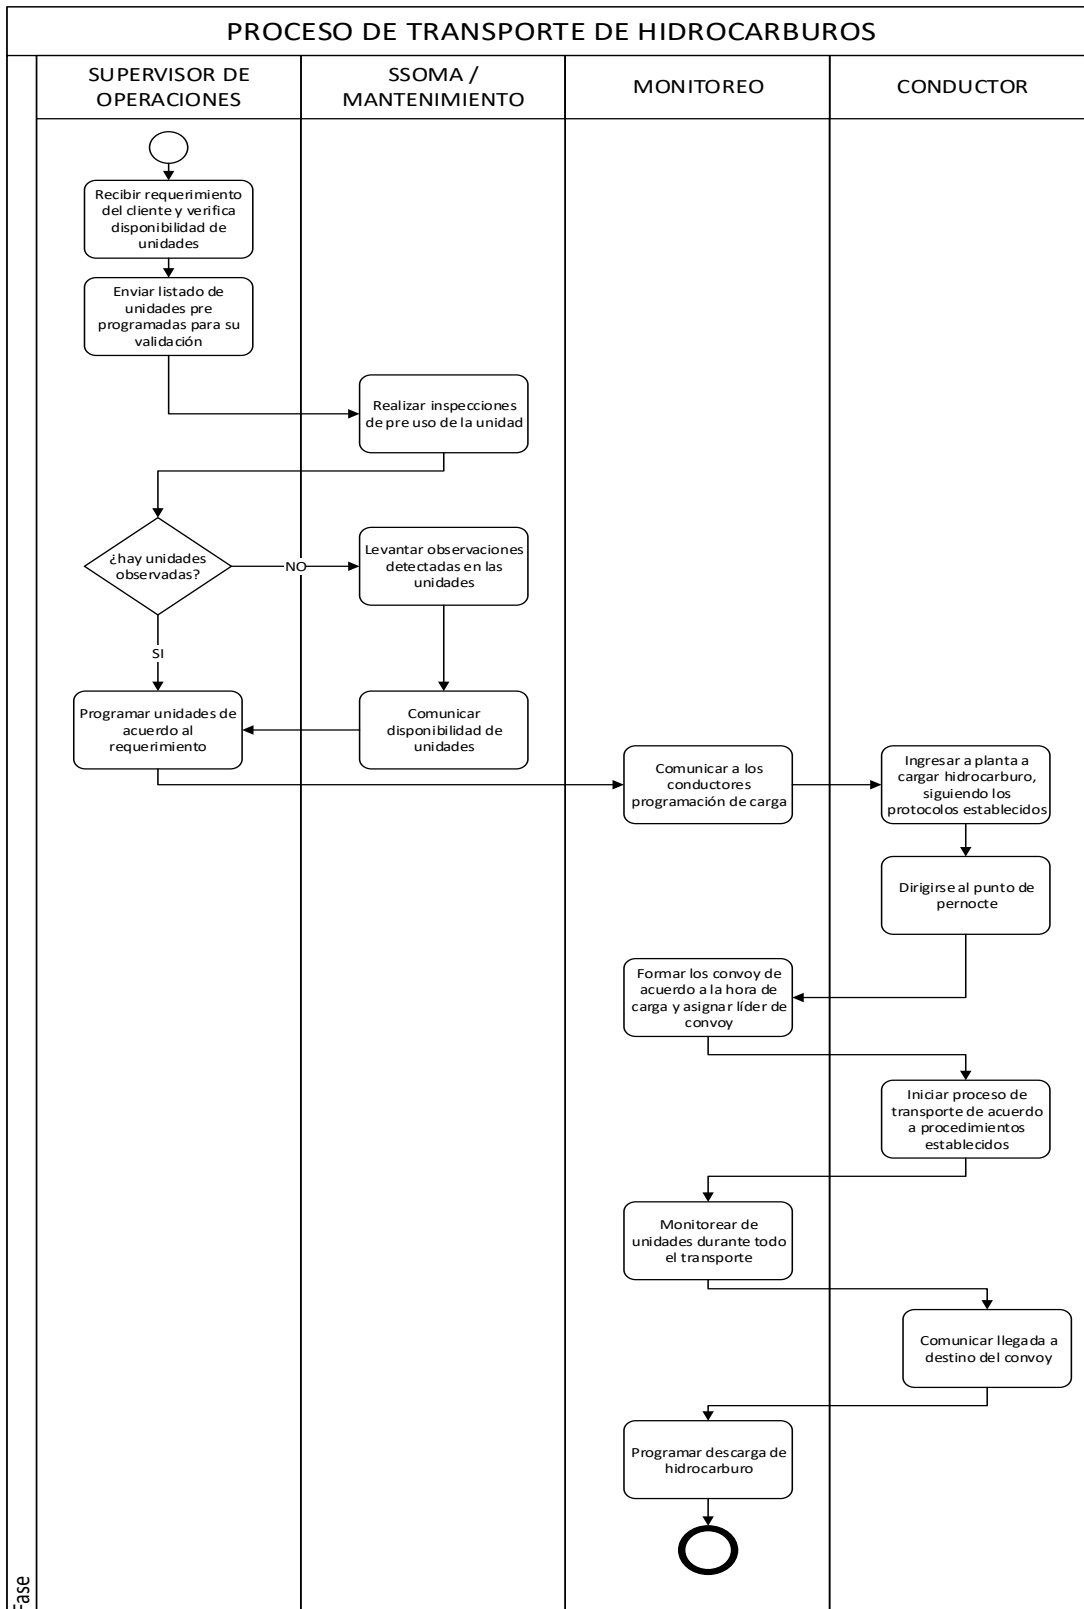 PROCESO DE TRANSPORTE DE HIDROCARBUROS
SUPERVISOR DE
OPERACIONES
SSOMA /
MANTENIMIENTO
MONITOREO
CONDUCTOR
Recibir requerimiento
del cliente y verifica
disponibilidad de
unidades
Enviar listado de
unidades pre
programadas para su
validación
Realizar inspecciones
de pre uso de la unidad
¿hay unidades
observadas?
NO
Levantar observaciones
detectadas en las
unidades
SI
Programar unidades de
acuerdo al
requerimiento
Comunicar
disponibilidad de
unidades
Comunicar a los
conductores
programación de carga
Ingresar a planta a
cargar hidrocarburo,
siguiendo los
protocolos establecidos
Dirigirse al punto de
pernocte
Formar los convoy de
acuerdo a la hora de
carga y asignar líder de
convoy
Iniciar proceso de
transporte de acuerdo
a procedimientos
establecidos
Monitorear de
unidades durante todo
el transporte
Comunicar llegada a
destino del convoy
Programar descarga de
hidrocarburo
Fase